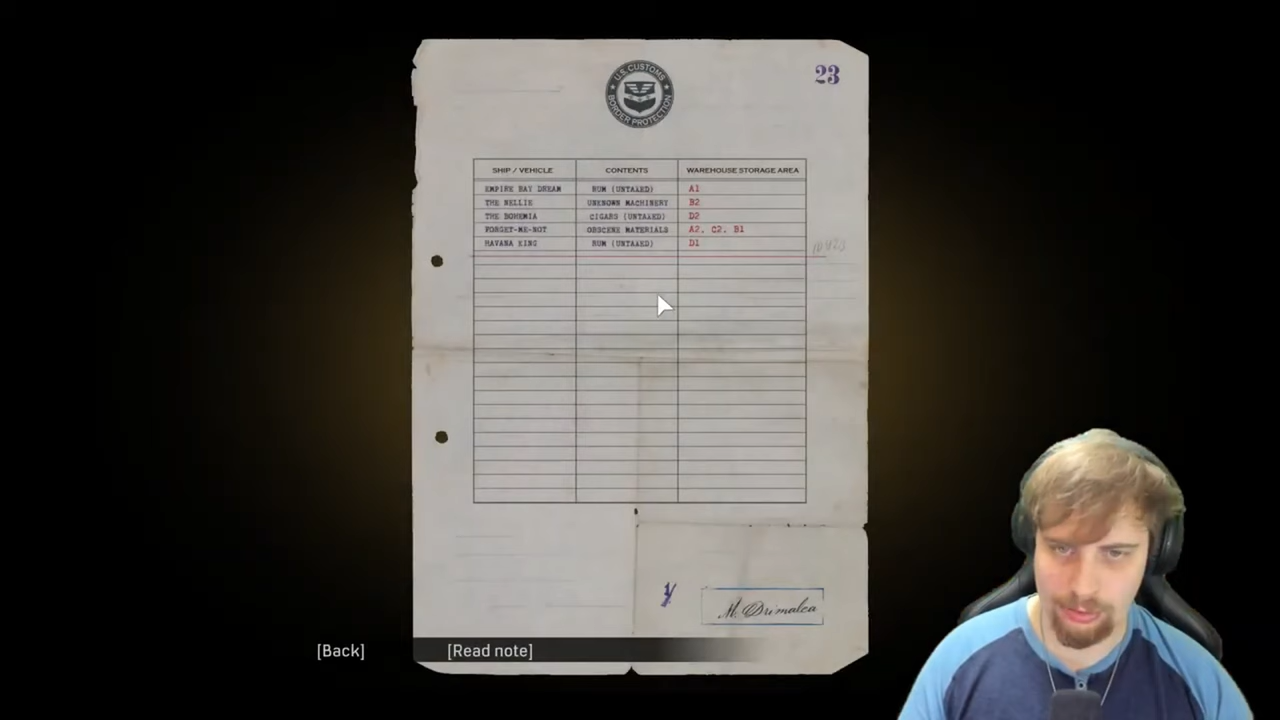 U.S. CUSTOMS
BORDER PROTECTION
23
SHIP / VEHICLE CONTENTS WAREHOUSE STORAGE AREA
EMPIRE BAY DREAM RUM (UNTAXED) A1
THE NELLIE UNKNOWN MACHINERY B2
THE BOHEMIA CIGARS (UNTAXED) D2
FORGET-ME-NOT OBSCENE MATERIALS A2, C2, B1
HAVANA KING RUM (UNTAXED) D1
M. Drimalca
[Back] [Read note]